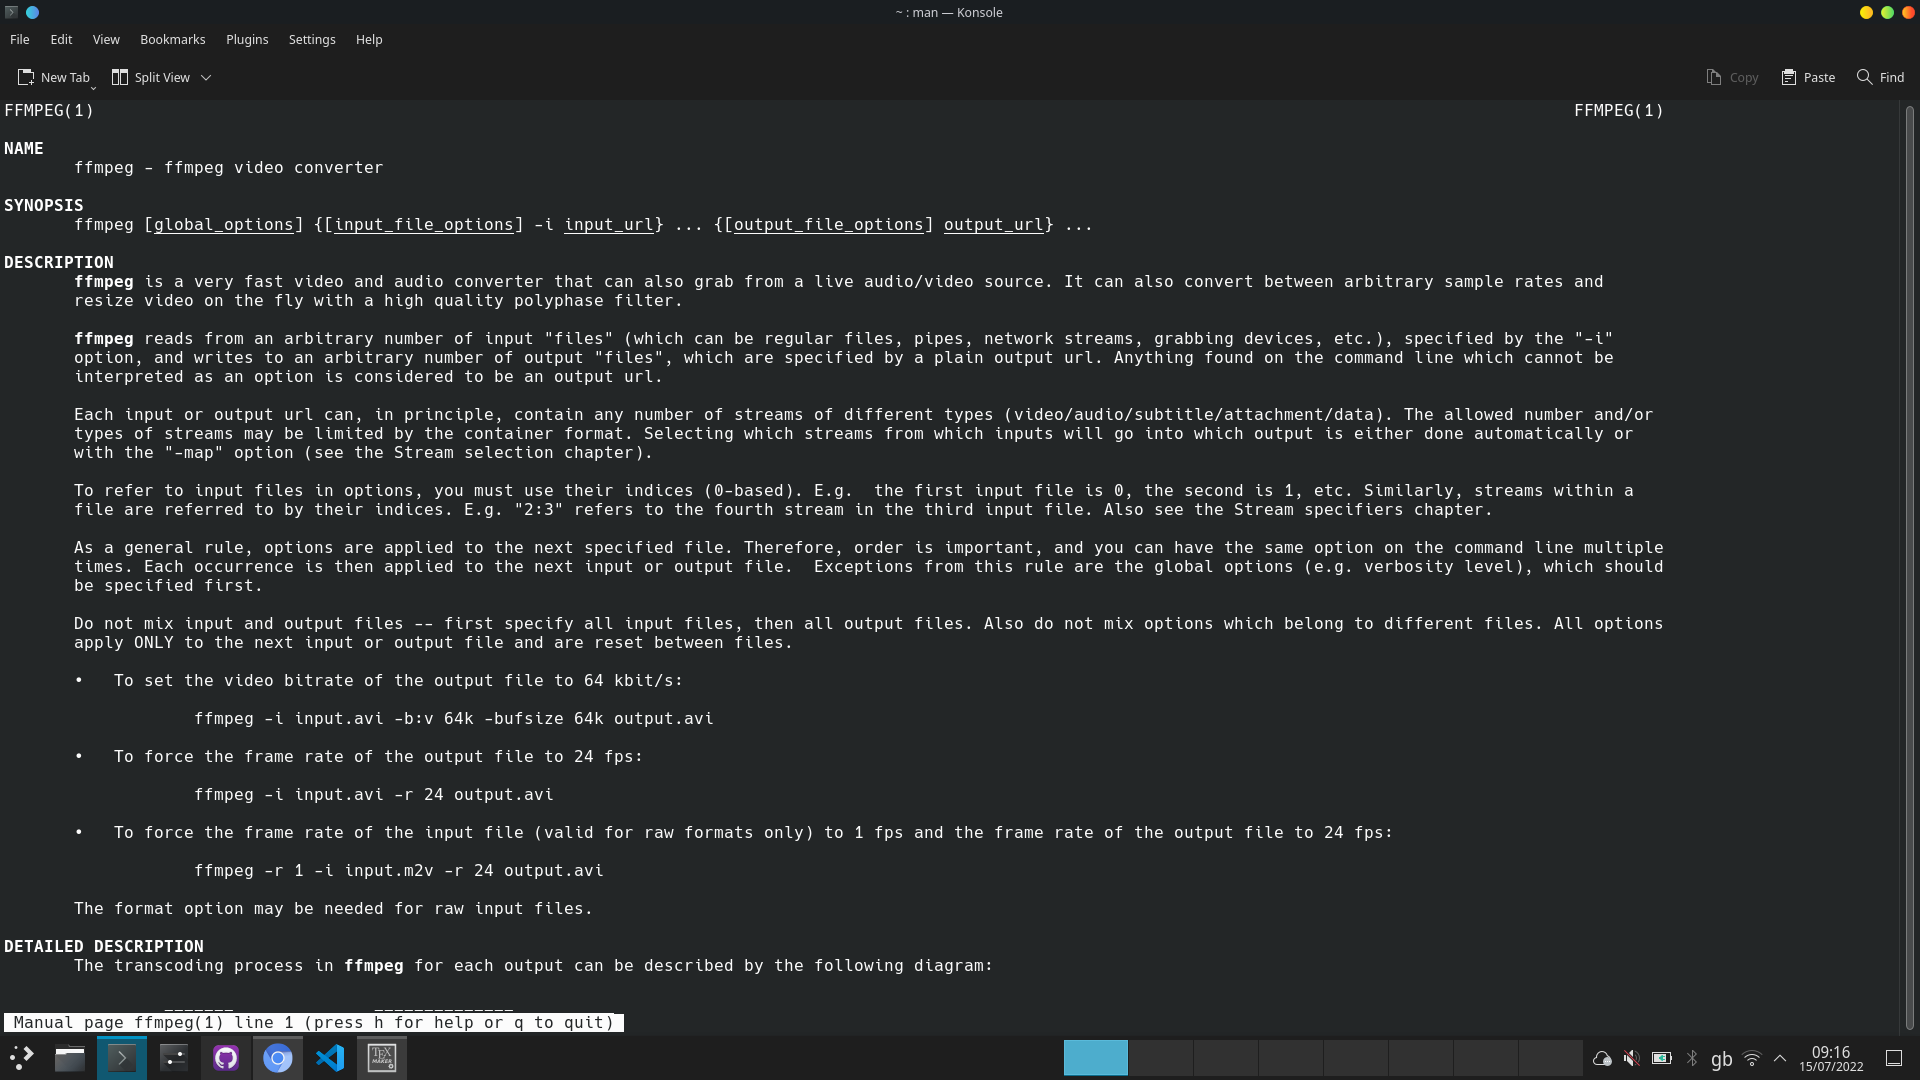 ~ : man — Konsole
File Edit View Bookmarks Plugins Settings Help
New Tab Split View Copy Paste Find
FFMPEG(1) FFMPEG(1)
NAME
ffmpeg - ffmpeg video converter
SYNOPSIS
ffmpeg [global_options] {[input_file_options] -i input_url} ... {[output_file_options] output_url} ...
DESCRIPTION
ffmpeg is a very fast video and audio converter that can also grab from a live audio/video source. It can also convert between arbitrary sample rates and
resize video on the fly with a high quality polyphase filter.
ffmpeg reads from an arbitrary number of input "files" (which can be regular files, pipes, network streams, grabbing devices, etc.), specified by the "-i"
option, and writes to an arbitrary number of output "files", which are specified by a plain output url. Anything found on the command line which cannot be
interpreted as an option is considered to be an output url.
Each input or output url can, in principle, contain any number of streams of different types (video/audio/subtitle/attachment/data). The allowed number and/or
types of streams may be limited by the container format. Selecting which streams from which inputs will go into which output is either done automatically or
with the "-map" option (see the Stream selection chapter).
To refer to input files in options, you must use their indices (0-based). E.g.  the first input file is 0, the second is 1, etc. Similarly, streams within a
file are referred to by their indices. E.g. "2:3" refers to the fourth stream in the third input file. Also see the Stream specifiers chapter.
As a general rule, options are applied to the next specified file. Therefore, order is important, and you can have the same option on the command line multiple
times. Each occurrence is then applied to the next input or output file.  Exceptions from this rule are the global options (e.g. verbosity level), which should
be specified first.
Do not mix input and output files -- first specify all input files, then all output files. Also do not mix options which belong to different files. All options
apply ONLY to the next input or output file and are reset between files.
• To set the video bitrate of the output file to 64 kbit/s:
ffmpeg -i input.avi -b:v 64k -bufsize 64k output.avi
• To force the frame rate of the output file to 24 fps:
ffmpeg -i input.avi -r 24 output.avi
• To force the frame rate of the input file (valid for raw formats only) to 1 fps and the frame rate of the output file to 24 fps:
ffmpeg -r 1 -i input.m2v -r 24 output.avi
The format option may be needed for raw input files.
DETAILED DESCRIPTION
The transcoding process in ffmpeg for each output can be described by the following diagram:
_______ ______________
Manual page ffmpeg(1) line 1 (press h for help or q to quit)
TEX MAKER gb 09:16
15/07/2022